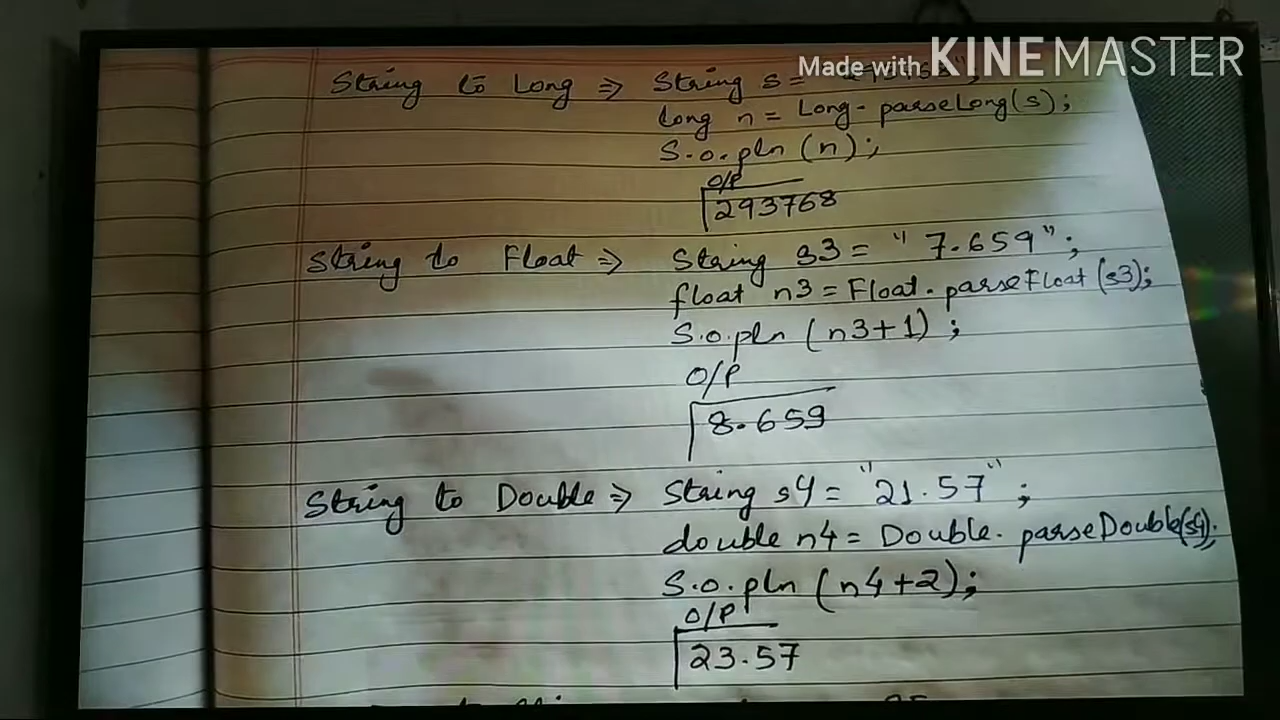 Made with KINEMASTER
String to Long ⇒ String s =
long n = Long.parseLong(s);
S.o.pln (n);
O/P
293768
String to Float ⇒ String s3 = "7.659";
float n3 = Float.parseFloat(s3);
S.o.pln (n3+1);
O/P
8.659
String to Double ⇒ String s4 = "21.57";
double n4 = Double.parseDouble(s4);
S.o.pln (n4+2);
O/P
23.57